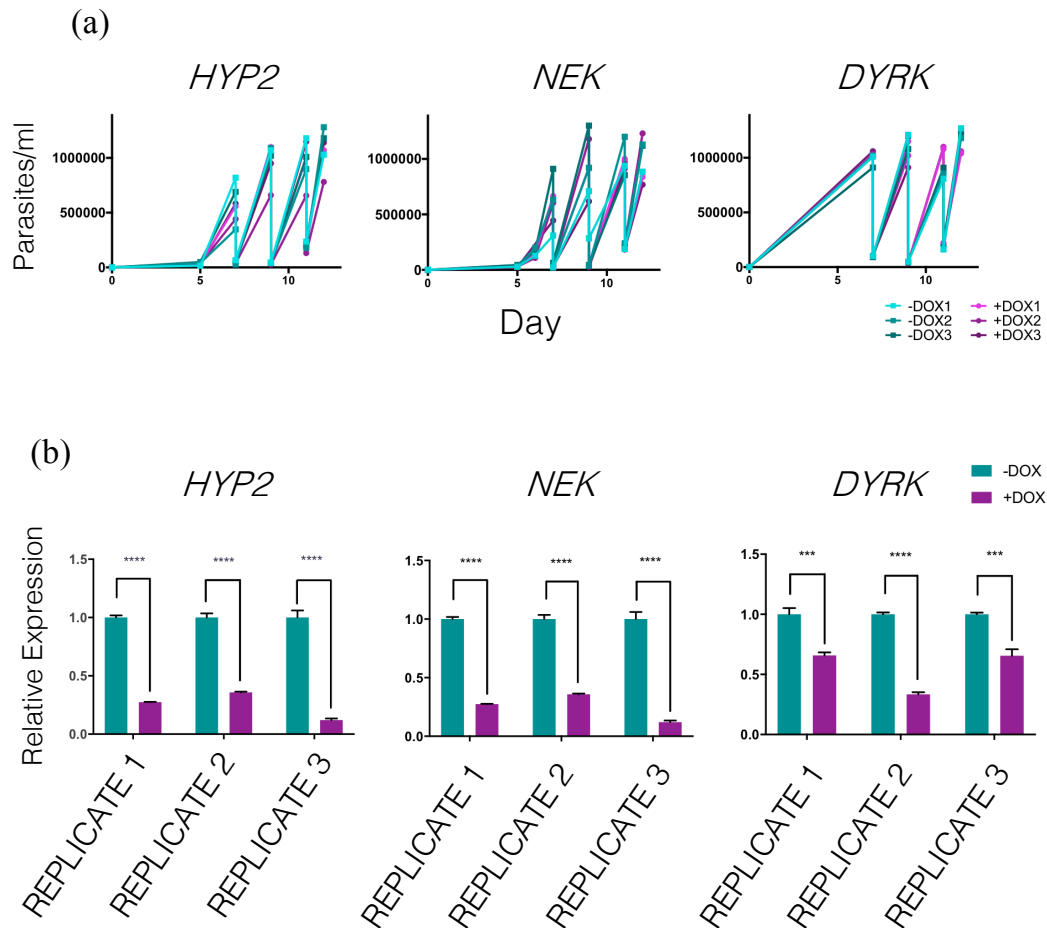 (a)
HYP2 NEK DYRK
Parasites/ml
1000000 1000000 1000000
500000 500000 500000
0 0 0
0 5 10 0 5 10 0 5 10
Day
-DOX1 +DOX1
-DOX2 +DOX2
-DOX3 +DOX3
(b)
HYP2 NEK DYRK
-DOX
+DOX
Relative Expression
1.5 1.5 1.5
**** **** **** **** **** **** *** **** ***
1.0 1.0 1.0
0.5 0.5 0.5
0.0 0.0 0.0
REPLICATE 1 REPLICATE 2 REPLICATE 3 REPLICATE 1 REPLICATE 2 REPLICATE 3 REPLICATE 1 REPLICATE 2 REPLICATE 3